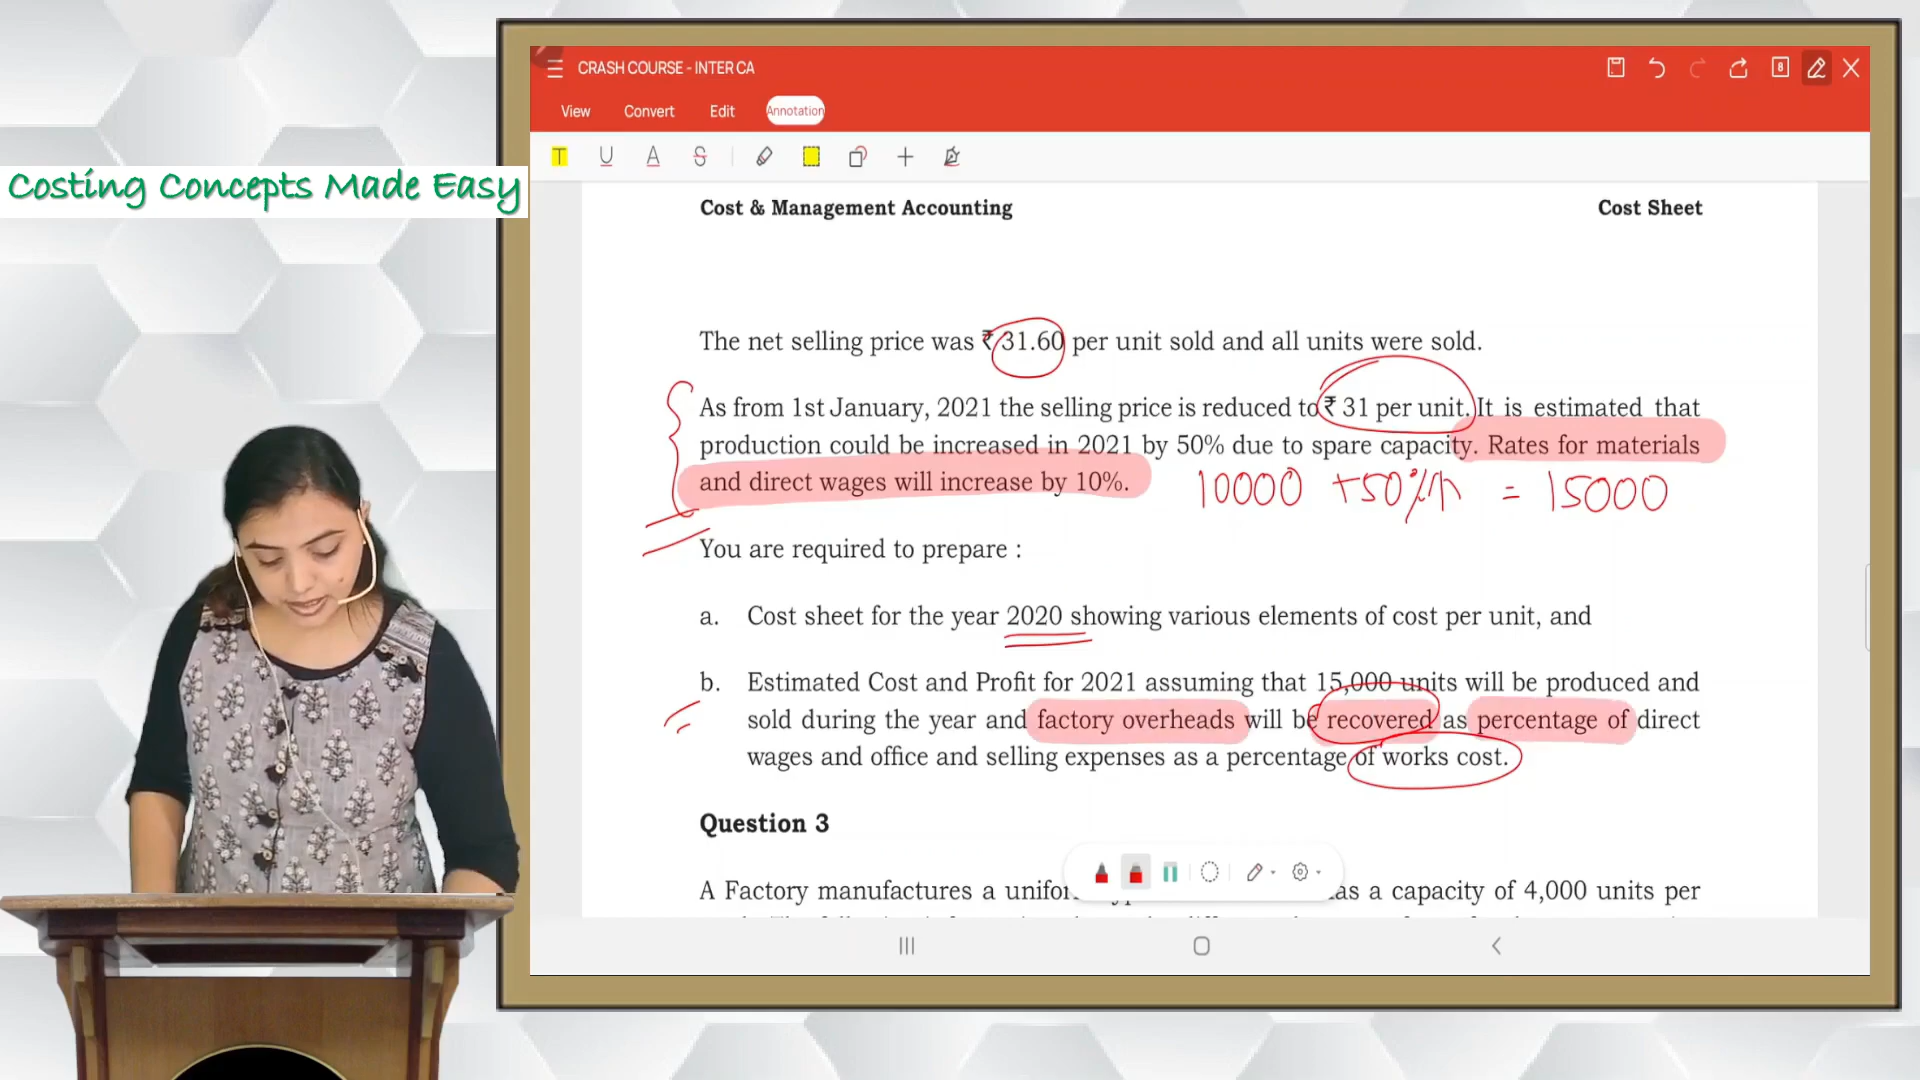 Costing Concepts Made Easy
CRASH COURSE - INTER CA
View Convert Edit Annotation
T U A S
Cost & Management Accounting Cost Sheet
The net selling price was ₹ 31.60 per unit sold and all units were sold.
As from 1st January, 2021 the selling price is reduced to ₹ 31 per unit. It is estimated that
production could be increased in 2021 by 50% due to spare capacity. Rates for materials
and direct wages will increase by 10%.
10000 +50%↑ = 15000
You are required to prepare :
a. Cost sheet for the year 2020 showing various elements of cost per unit, and
b. Estimated Cost and Profit for 2021 assuming that 15,000 units will be produced and
sold during the year and factory overheads will be recovered as percentage of direct
wages and office and selling expenses as a percentage of works cost.
Question 3
A Factory manufactures a as a capacity of 4,000 units per